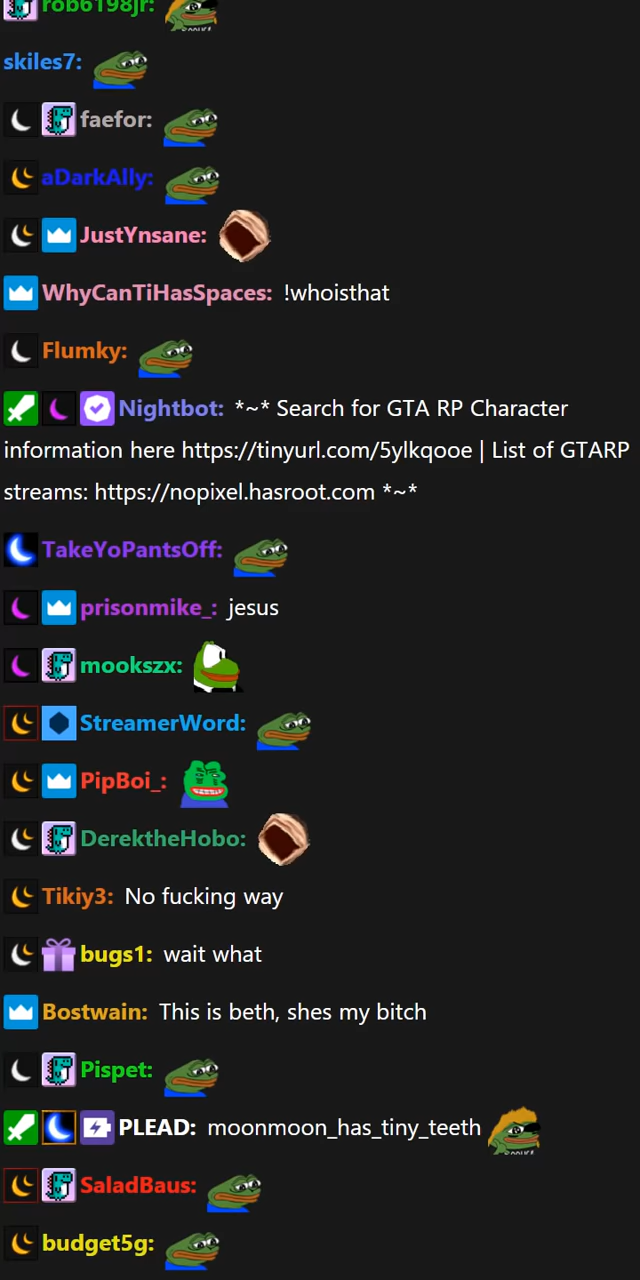 rob6198jr:
skiles7:
faefor:
aDarkAlly:
JustYnsane:
WhyCanTiHasSpaces: !whoisthat
Flumky:
Nightbot: *~* Search for GTA RP Character
information here https://tinyurl.com/5ylkqooe | List of GTARP
streams: https://nopixel.hasroot.com *~*
TakeYoPantsOff:
prisonmike_: jesus
mookszx:
StreamerWord:
PipBoi_:
DerektheHobo:
Tikiy3: No fucking way
bugs1: wait what
Bostwain: This is beth, shes my bitch
Pispet:
PLEAD: moonmoon_has_tiny_teeth
SaladBaus:
budget5g: